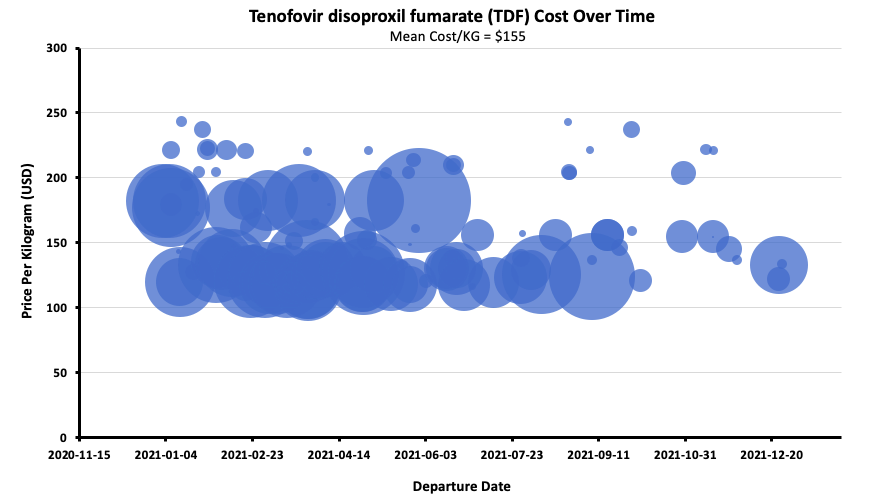 Tenofovir disoproxil fumarate (TDF) Cost Over Time
Mean Cost/KG = $155
300
250
200
150
100
50
0
Price Per Kilogram (USD)
2020-11-15 2021-01-04 2021-02-23 2021-04-14 2021-06-03 2021-07-23 2021-09-11 2021-10-31 2021-12-20
Departure Date